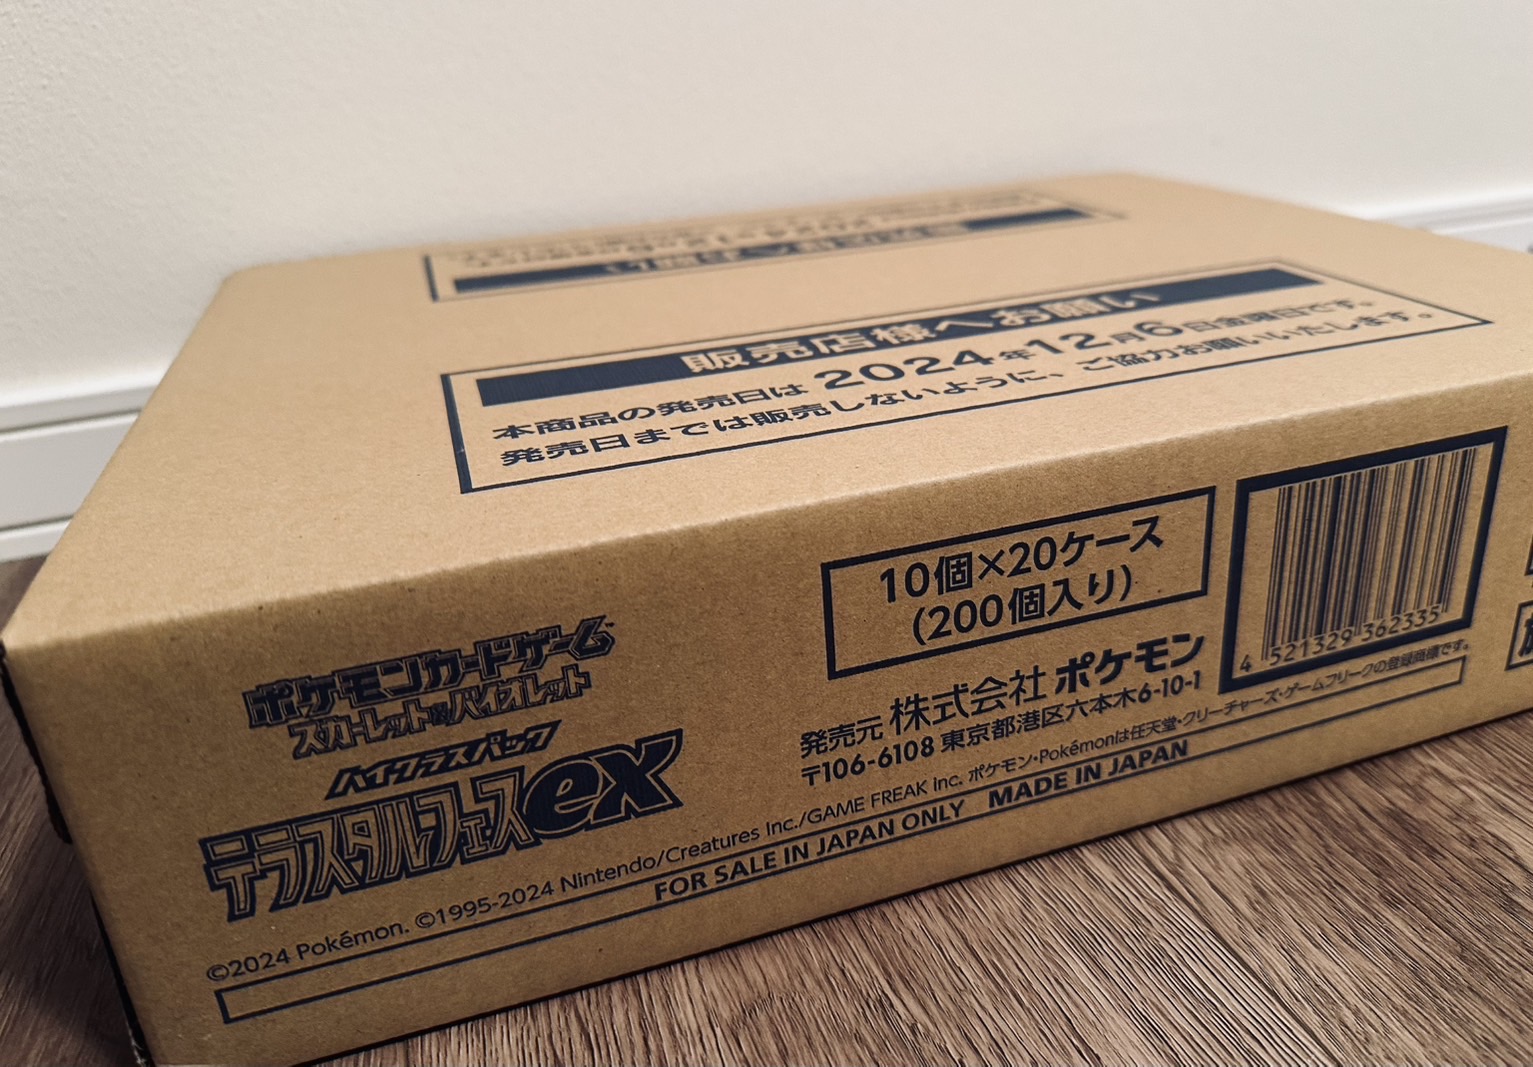 販売店様へお願い
本商品の発売日は 2024年12月6日金曜日です。
発売日までは販売しないように、ご協力お願いいたします。
ポケモンカードゲーム
スカーレット&バイオレット
ハイクラスパック
テラスタルフェスex
10個×20ケース
(200個入り)
発売元 株式会社ポケモン
〒106-6108 東京都港区六本木6-10-1
4 521329 362335
©2024 Pokémon. ©1995-2024 Nintendo/Creatures Inc./GAME FREAK inc. ポケモン・Pokémonは任天堂・クリーチャーズ・ゲームフリークの登録商標です。
FOR SALE IN JAPAN ONLY MADE IN JAPAN